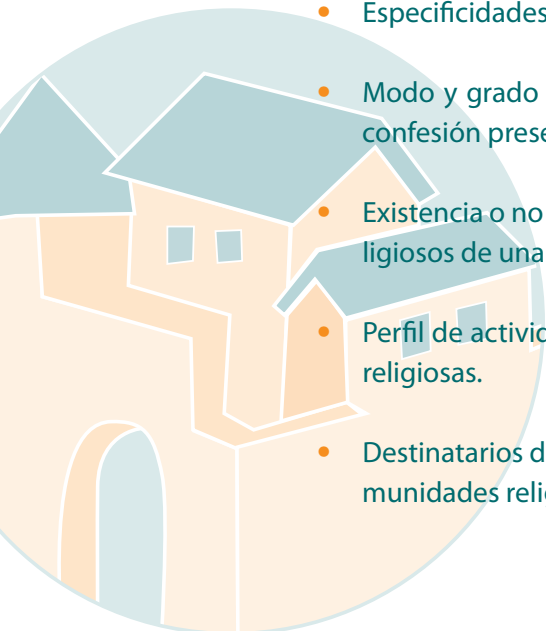 • Especificidades
• Modo y grado
confesión prese
• Existencia o no
ligiosos de una
• Perfil de activid
religiosas.
• Destinatarios d
munidades relig